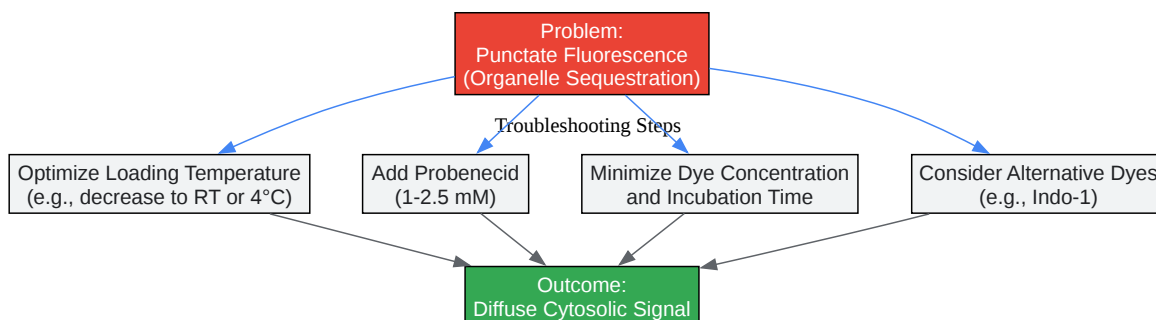 Problem:
Punctate Fluorescence
(Organelle Sequestration)
Troubleshooting Steps
Optimize Loading Temperature
(e.g., decrease to RT or 4°C)
Add Probenecid
(1-2.5 mM)
Minimize Dye Concentration
and Incubation Time
Consider Alternative Dyes
(e.g., Indo-1)
Outcome:
Diffuse Cytosolic Signal